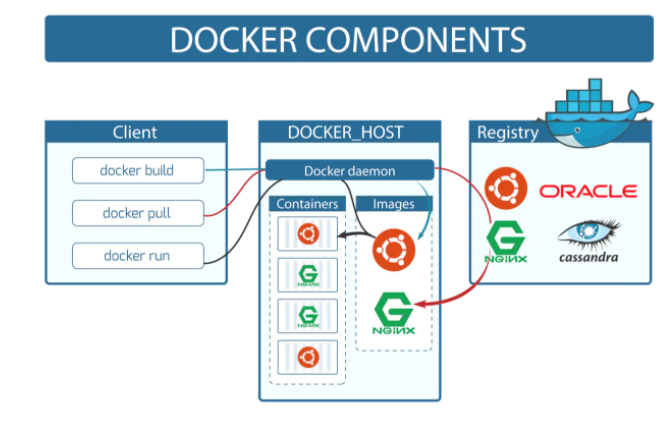 DOCKER COMPONENTS
Client
docker build
docker pull
docker run
DOCKER_HOST
Docker daemon
Containers
NGINX
NGINX
Images
NGINX
Registry
ORACLE
NGINX
cassandra